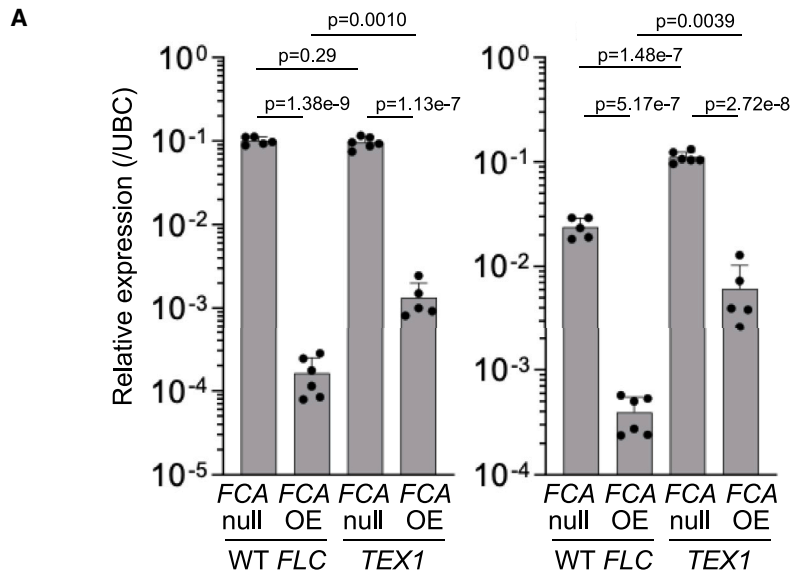 A
p=0.0010
p=0.0039
p=0.29
p=1.48e-7
p=1.38e-9
p=1.13e-7
p=5.17e-7
p=2.72e-8
Relative expression (/UBC)
10⁰
10⁻¹
10⁻²
10⁻³
10⁻⁴
10⁻⁵
10⁰
10⁻¹
10⁻²
10⁻³
10⁻⁴
FCA FCA FCA FCA
null OE null OE
WT FLC TEX1
FCA FCA FCA FCA
null OE null OE
WT FLC TEX1